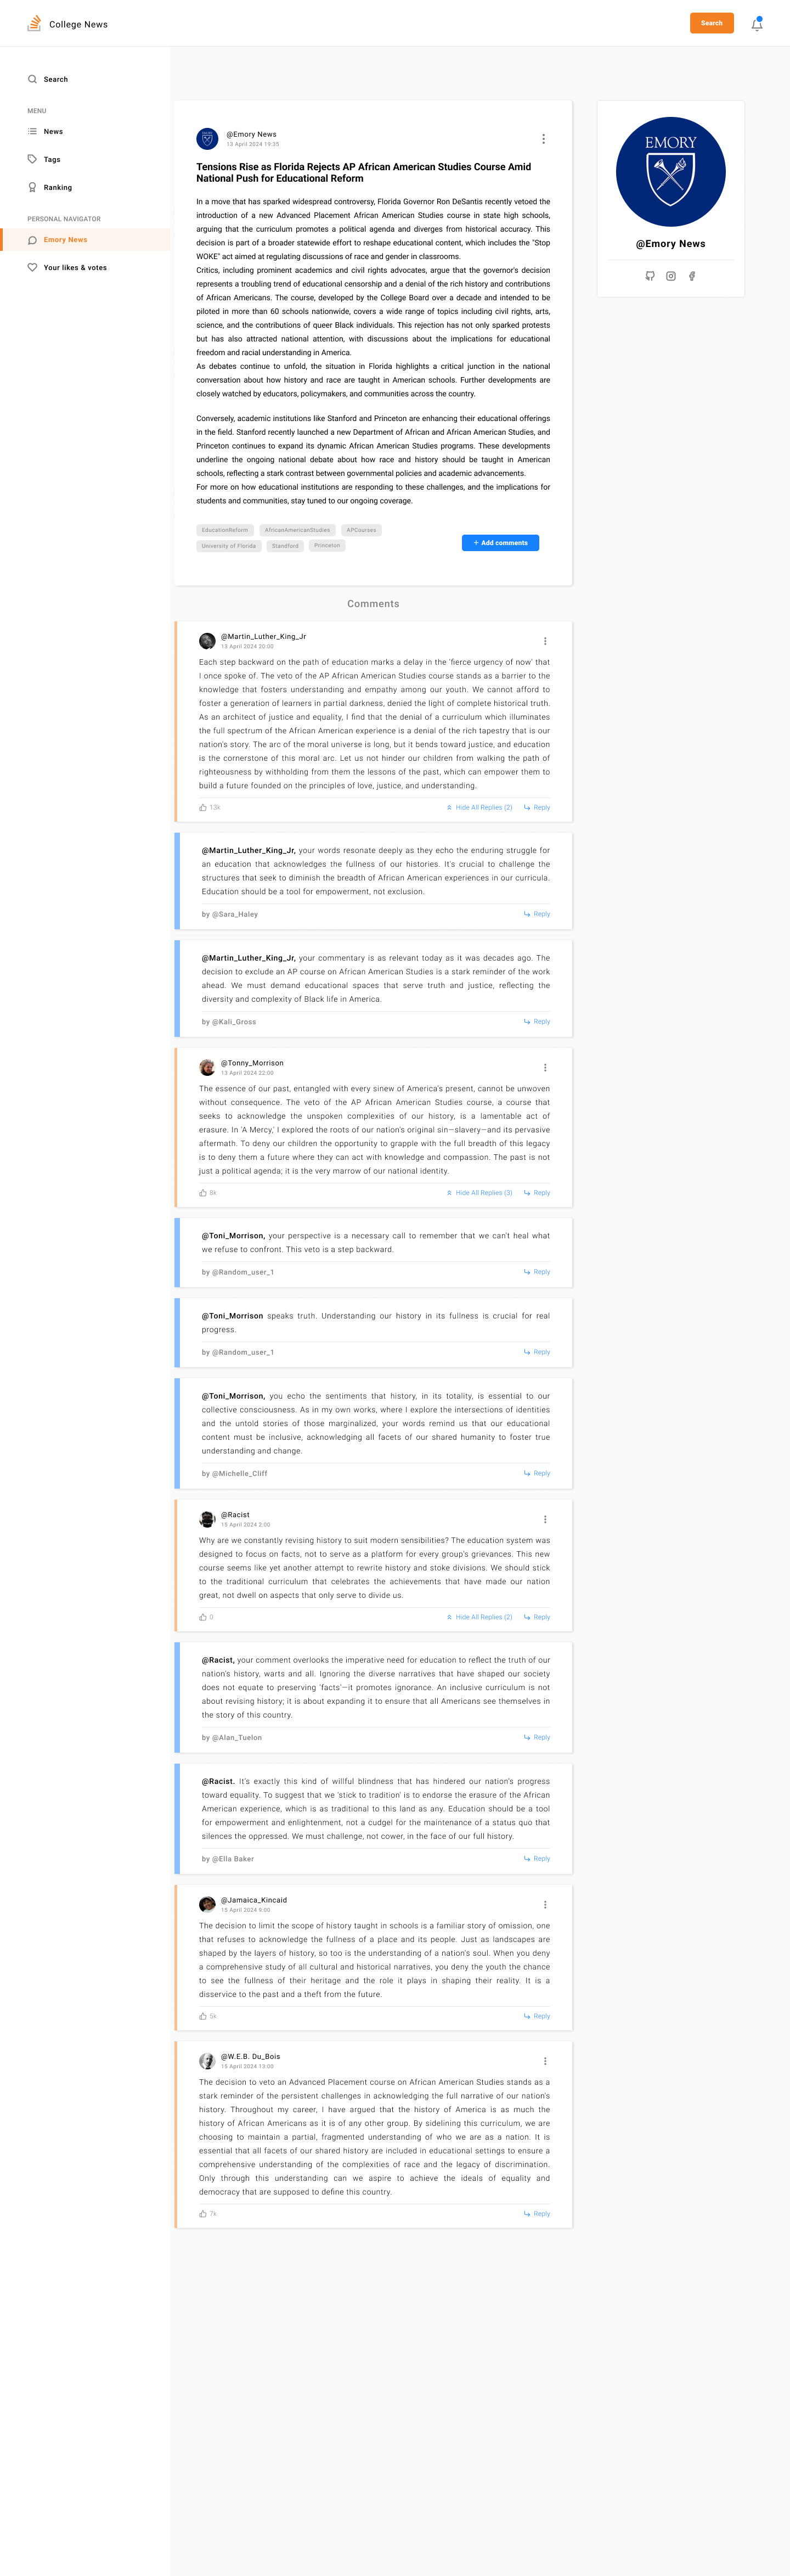 College News
Search
Search
MENU
News
Tags
Ranking
PERSONAL NAVIGATOR
Emory News
Your likes & votes
@Emory News
13 April 2024 19:35
Tensions Rise as Florida Rejects AP African American Studies Course Amid
National Push for Educational Reform
In a move that has sparked widespread controversy, Florida Governor Ron DeSantis recently vetoed the
introduction of a new Advanced Placement African American Studies course in state high schools,
arguing that the curriculum promotes a political agenda and diverges from historical accuracy. This
decision is part of a broader statewide effort to reshape educational content, which includes the "Stop
WOKE" act aimed at regulating discussions of race and gender in classrooms.
Critics, including prominent academics and civil rights advocates, argue that the governor's decision
represents a troubling trend of educational censorship and a denial of the rich history and contributions
of African Americans. The course, developed by the College Board over a decade and intended to be
piloted in more than 60 schools nationwide, covers a wide range of topics including civil rights, arts,
science, and the contributions of queer Black individuals. This rejection has not only sparked protests
but has also attracted national attention, with discussions about the implications for educational
freedom and racial understanding in America.
As debates continue to unfold, the situation in Florida highlights a critical junction in the national
conversation about how history and race are taught in American schools. Further developments are
closely watched by educators, policymakers, and communities across the country.
Conversely, academic institutions like Stanford and Princeton are enhancing their educational offerings
in the field. Stanford recently launched a new Department of African and African American Studies, and
Princeton continues to expand its dynamic African American Studies programs. These developments
underline the ongoing national debate about how race and history should be taught in American
schools, reflecting a stark contrast between governmental policies and academic advancements.
For more on how educational institutions are responding to these challenges, and the implications for
students and communities, stay tuned to our ongoing coverage.
EducationReform AfricanAmericanStudies APCourses
University of Florida Standford Princeton
+ Add comments
EMORY
@Emory News
Comments
@Martin_Luther_King_Jr
13 April 2024 20:00
Each step backward on the path of education marks a delay in the 'fierce urgency of now' that
I once spoke of. The veto of the AP African American Studies course stands as a barrier to the
knowledge that fosters understanding and empathy among our youth. We cannot afford to
foster a generation of learners in partial darkness, denied the light of complete historical truth.
As an architect of justice and equality, I find that the denial of a curriculum which illuminates
the full spectrum of the African American experience is a denial of the rich tapestry that is our
nation's story. The arc of the moral universe is long, but it bends toward justice, and education
is the cornerstone of this moral arc. Let us not hinder our children from walking the path of
righteousness by withholding from them the lessons of the past, which can empower them to
build a future founded on the principles of love, justice, and understanding.
13k Hide All Replies (2) Reply
@Martin_Luther_King_Jr, your words resonate deeply as they echo the enduring struggle for
an education that acknowledges the fullness of our histories. It's crucial to challenge the
structures that seek to diminish the breadth of African American experiences in our curricula.
Education should be a tool for empowerment, not exclusion.
by @Sara_Haley Reply
@Martin_Luther_King_Jr, your commentary is as relevant today as it was decades ago. The
decision to exclude an AP course on African American Studies is a stark reminder of the work
ahead. We must demand educational spaces that serve truth and justice, reflecting the
diversity and complexity of Black life in America.
by @Kali_Gross Reply
@Tonny_Morrison
13 April 2024 22:00
The essence of our past, entangled with every sinew of America's present, cannot be unwoven
without consequence. The veto of the AP African American Studies course, a course that
seeks to acknowledge the unspoken complexities of our history, is a lamentable act of
erasure. In 'A Mercy,' I explored the roots of our nation's original sin—slavery—and its pervasive
aftermath. To deny our children the opportunity to grapple with the full breadth of this legacy
is to deny them a future where they can act with knowledge and compassion. The past is not
just a political agenda; it is the very marrow of our national identity.
8k Hide All Replies (3) Reply
@Toni_Morrison, your perspective is a necessary call to remember that we can't heal what
we refuse to confront. This veto is a step backward.
by @Random_user_1 Reply
@Toni_Morrison speaks truth. Understanding our history in its fullness is crucial for real
progress.
by @Random_user_1 Reply
@Toni_Morrison, you echo the sentiments that history, in its totality, is essential to our
collective consciousness. As in my own works, where I explore the intersections of identities
and the untold stories of those marginalized, your words remind us that our educational
content must be inclusive, acknowledging all facets of our shared humanity to foster true
understanding and change.
by @Michelle_Cliff Reply
@Racist
15 April 2024 2:00
Why are we constantly revising history to suit modern sensibilities? The education system was
designed to focus on facts, not to serve as a platform for every group's grievances. This new
course seems like yet another attempt to rewrite history and stoke divisions. We should stick
to the traditional curriculum that celebrates the achievements that have made our nation
great, not dwell on aspects that only serve to divide us.
0 Hide All Replies (2) Reply
@Racist, your comment overlooks the imperative need for education to reflect the truth of our
nation's history, warts and all. Ignoring the diverse narratives that have shaped our society
does not equate to preserving 'facts'—it promotes ignorance. An inclusive curriculum is not
about revising history; it is about expanding it to ensure that all Americans see themselves in
the story of this country.
by @Alan_Tuelon Reply
@Racist. It's exactly this kind of willful blindness that has hindered our nation's progress
toward equality. To suggest that we 'stick to tradition' is to endorse the erasure of the African
American experience, which is as traditional to this land as any. Education should be a tool
for empowerment and enlightenment, not a cudgel for the maintenance of a status quo that
silences the oppressed. We must challenge, not cower, in the face of our full history.
by @Ella Baker Reply
@Jamaica_Kincaid
15 April 2024 9:00
The decision to limit the scope of history taught in schools is a familiar story of omission, one
that refuses to acknowledge the fullness of a place and its people. Just as landscapes are
shaped by the layers of history, so too is the understanding of a nation's soul. When you deny
a comprehensive study of all cultural and historical narratives, you deny the youth the chance
to see the fullness of their heritage and the role it plays in shaping their reality. It is a
disservice to the past and a theft from the future.
5k Reply
@W.E.B. Du_Bois
15 April 2024 13:00
The decision to veto an Advanced Placement course on African American Studies stands as a
stark reminder of the persistent challenges in acknowledging the full narrative of our nation's
history. Throughout my career, I have argued that the history of America is as much the
history of African Americans as it is of any other group. By sidelining this curriculum, we are
choosing to maintain a partial, fragmented understanding of who we are as a nation. It is
essential that all facets of our shared history are included in educational settings to ensure a
comprehensive understanding of the complexities of race and the legacy of discrimination.
Only through this understanding can we aspire to achieve the ideals of equality and
democracy that are supposed to define this country.
7k Reply